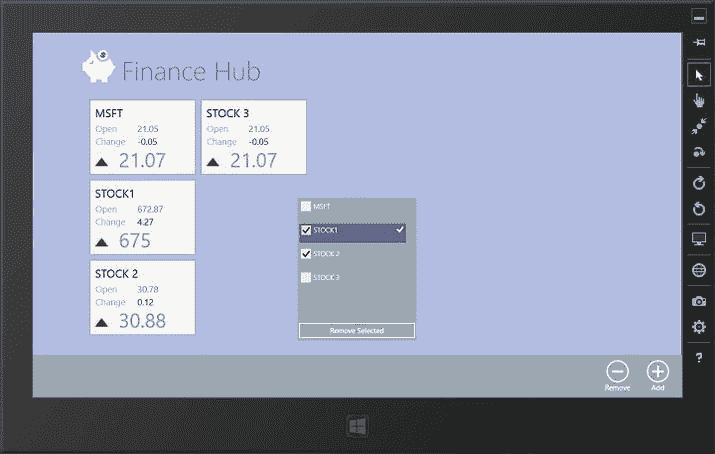 $
Finance Hub
MSFT
Open 21.05
Change -0.05
21.07
STOCK 3
Open 21.05
Change -0.05
21.07
STOCK1
Open 672.87
Change 4.27
675
STOCK 2
Open 30.78
Change 0.12
30.88
MSFT
STOCK1
STOCK 2
STOCK 3
Remove Selected
Remove
Add
?